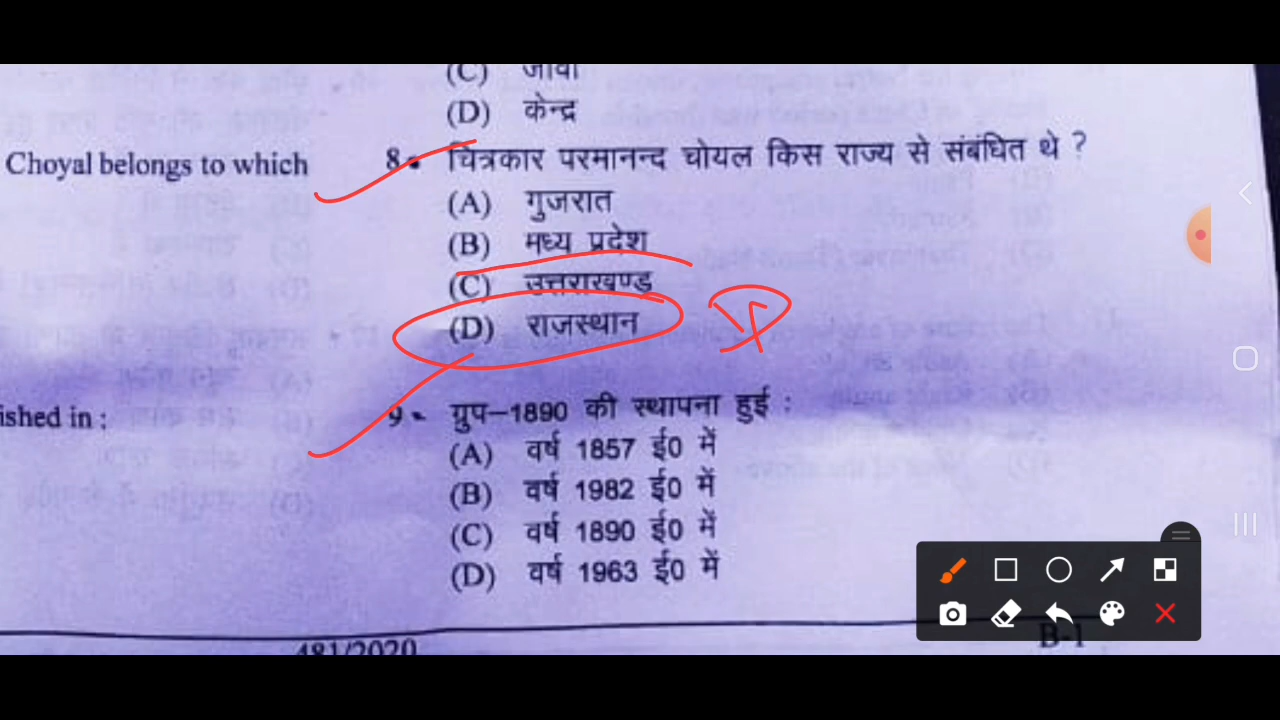 (C) जावा
(D) केन्द्र
Choyal belongs to which
8. चित्रकार परमानन्द चोयल किस राज्य से संबंधित थे ?
(A) गुजरात
(B) मध्य प्रदेश
(C) उत्तराखण्ड
(D) राजस्थान
ished in :
9. ग्रुप–1890 की स्थापना हुई :
(A) वर्ष 1857 ई0 में
(B) वर्ष 1982 ई0 में
(C) वर्ष 1890 ई0 में
(D) वर्ष 1963 ई0 में
481/2020
B-1